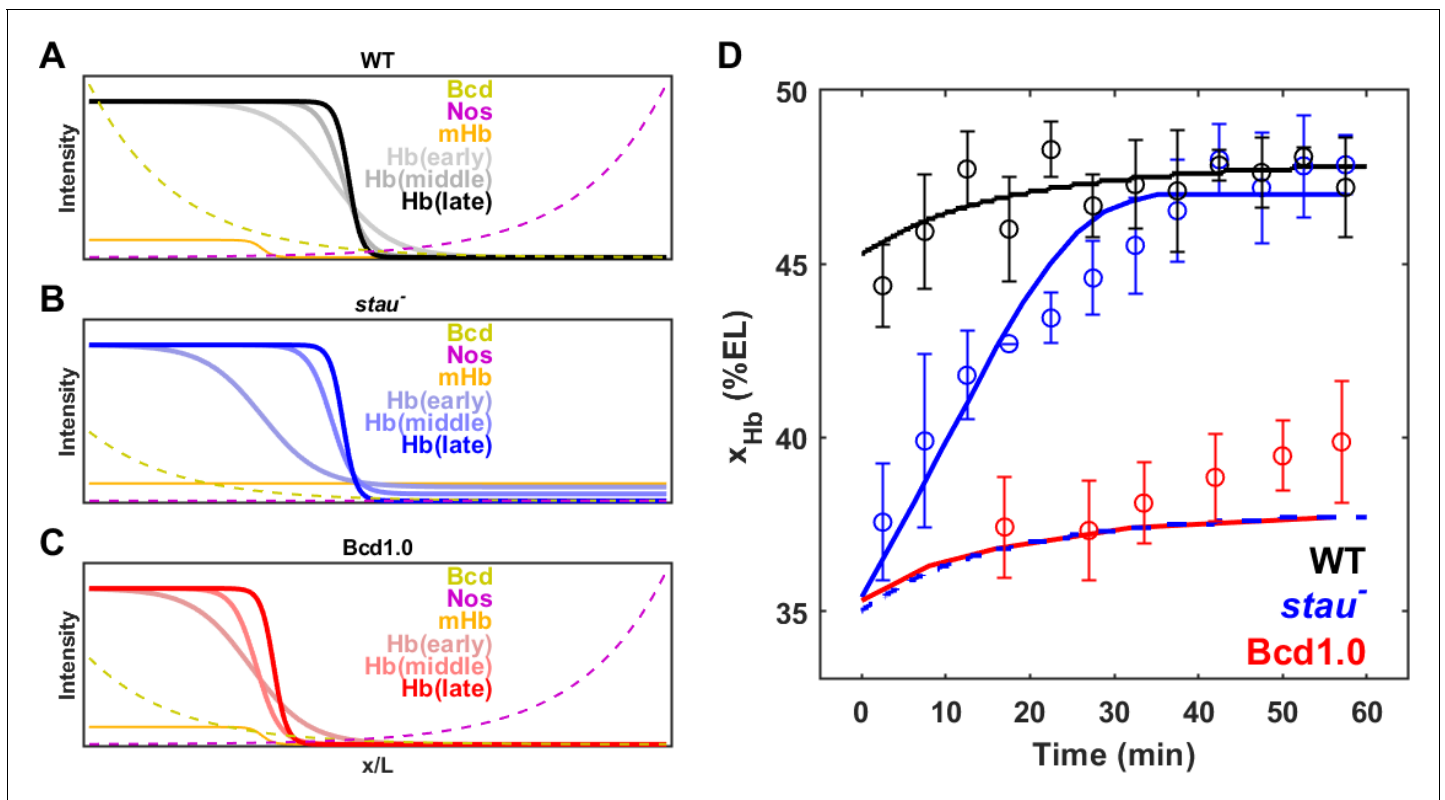 A
WT
Bcd
Nos
mHb
Hb(early)
Hb(middle)
Hb(late)
Intensity
B
stau-
Bcd
Nos
mHb
Hb(early)
Hb(middle)
Hb(late)
Intensity
C
Bcd1.0
Bcd
Nos
mHb
Hb(early)
Hb(middle)
Hb(late)
Intensity
x/L
D
50
45
40
35
xHb (%EL)
WT
stau-
Bcd1.0
0 10 20 30 40 50 60
Time (min)